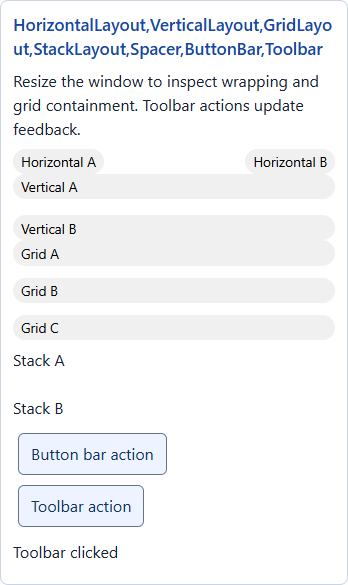 HorizontalLayout,VerticalLayout,GridLayo
ut,StackLayout,Spacer,ButtonBar,Toolbar
Resize the window to inspect wrapping and
grid containment. Toolbar actions update
feedback.
Horizontal A Horizontal B
Vertical A
Vertical B
Grid A
Grid B
Grid C
Stack A
Stack B
Button bar action
Toolbar action
Toolbar clicked